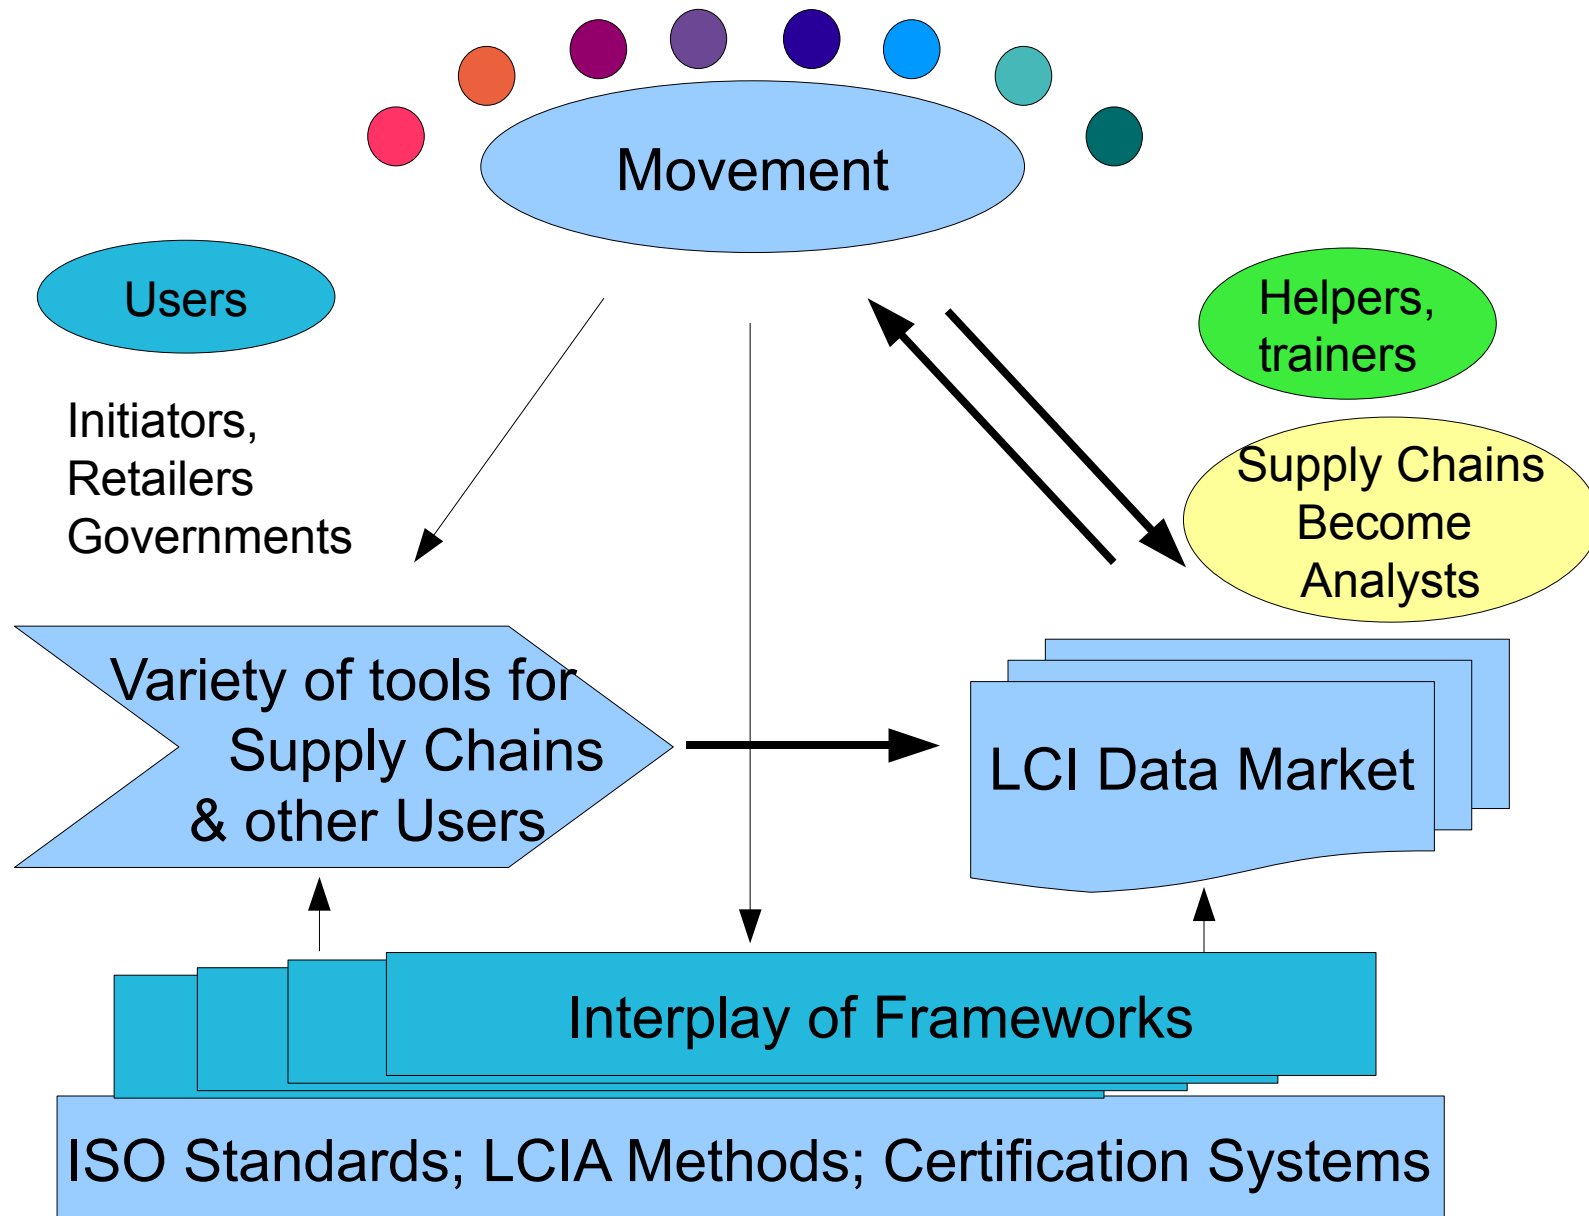 Movement
Users
Helpers,
trainers
Initiators,
Retailers
Governments
Supply Chains
Become
Analysts
Variety of tools for
Supply Chains
& other Users
LCI Data Market
Interplay of Frameworks
ISO Standards; LCIA Methods; Certification Systems